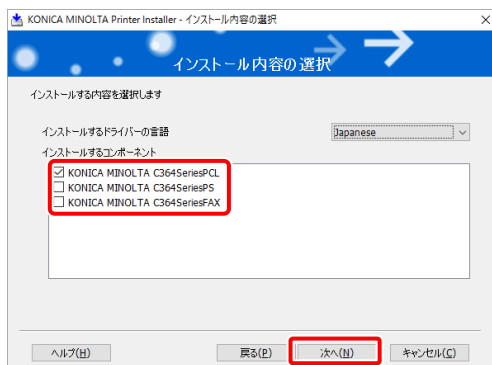 KONICA MINOLTA Printer Installer - インストール内容の選択
インストール内容の選択
インストールする内容を選択します
インストールするドライバーの言語
Japanese
インストールするコンポーネント
KONICA MINOLTA C364SeriesPCL
KONICA MINOLTA C364SeriesPS
KONICA MINOLTA C364SeriesFAX
ヘルプ(H)
戻る(P)
次へ(N)
キャンセル(C)